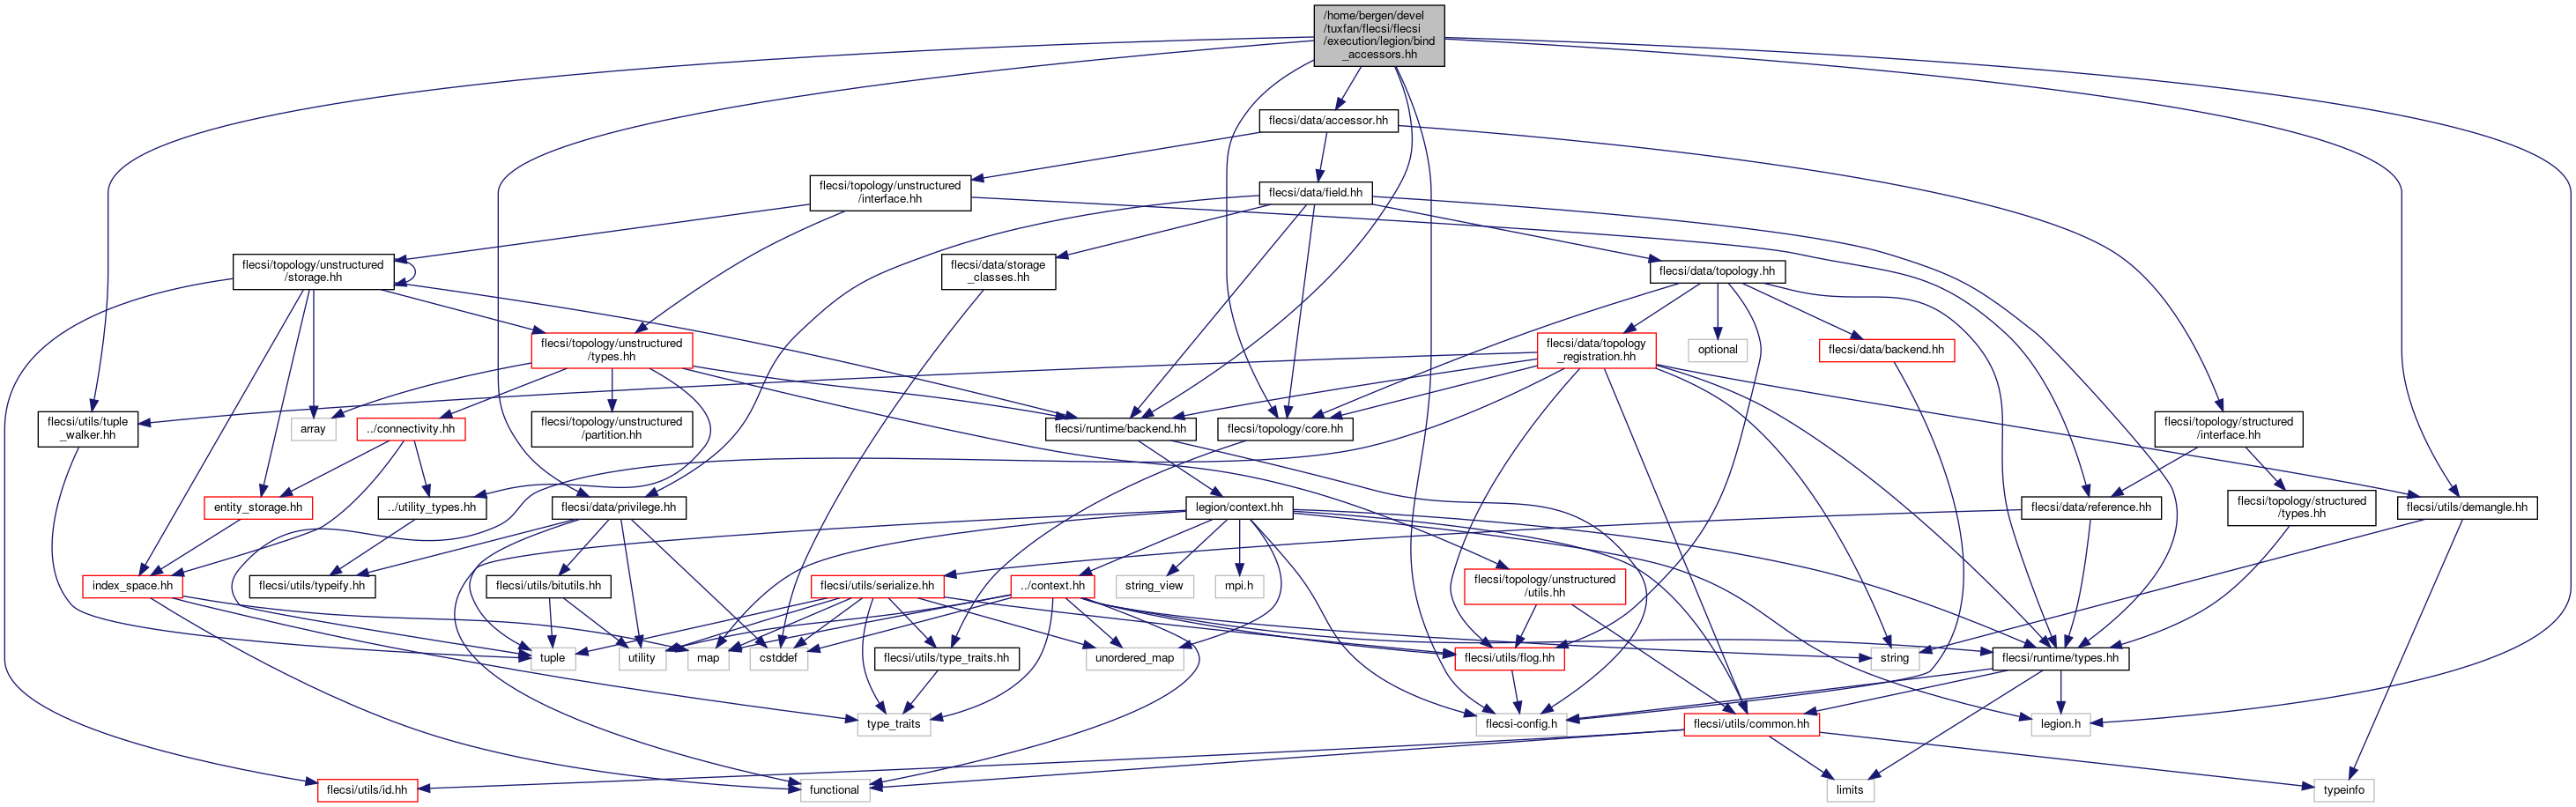 /home/bergen/devel
/tuxfan/flecsi/flecsi
/execution/legion/bind
_accessors.hh
flecsi/data/accessor.hh
flecsi/topology/unstructured
/interface.hh
flecsi/data/field.hh
flecsi/topology/unstructured
/storage.hh
flecsi/data/storage
_classes.hh
flecsi/data/topology.hh
flecsi/topology/unstructured
/types.hh
flecsi/data/topology
_registration.hh
optional
flecsi/data/backend.hh
flecsi/utils/tuple
_walker.hh
array
../connectivity.hh
flecsi/topology/unstructured
/partition.hh
flecsi/runtime/backend.hh
flecsi/topology/core.hh
flecsi/topology/structured
/interface.hh
entity_storage.hh
../utility_types.hh
flecsi/data/privilege.hh
legion/context.hh
flecsi/data/reference.hh
flecsi/topology/structured
/types.hh
flecsi/utils/demangle.hh
index_space.hh
flecsi/utils/typeify.hh
flecsi/utils/bitutils.hh
flecsi/utils/serialize.hh
../context.hh
string_view
mpi.h
flecsi/topology/unstructured
/utils.hh
tuple
utility
map
cstddef
flecsi/utils/type_traits.hh
unordered_map
flecsi/utils/flog.hh
string
flecsi/runtime/types.hh
type_traits
flecsi-config.h
flecsi/utils/common.hh
legion.h
flecsi/utils/id.hh
functional
limits
typeinfo